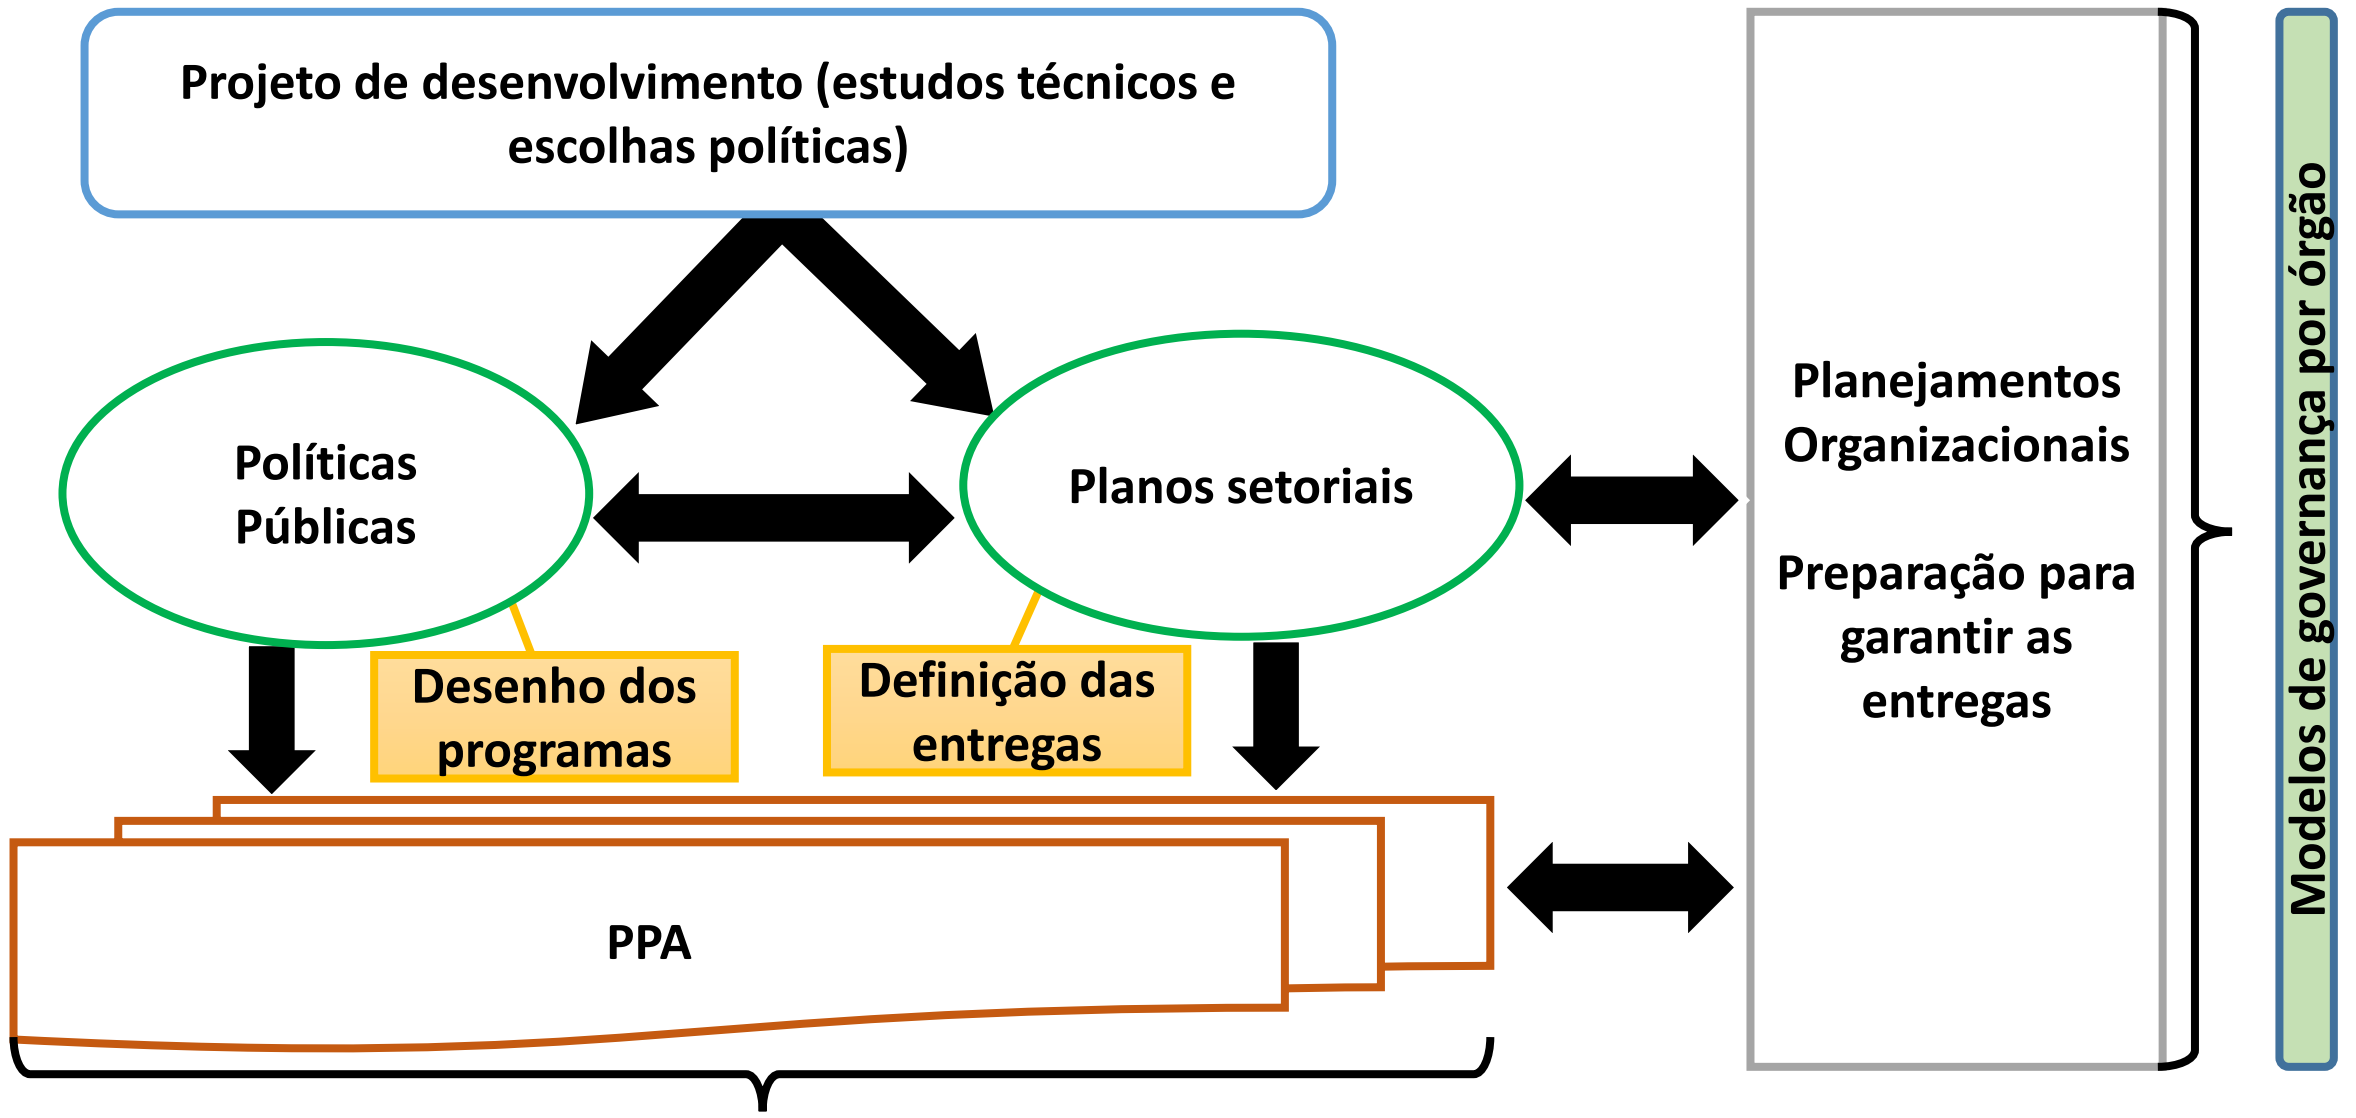 Projeto de desenvolvimento (estudos técnicos e
escolhas políticas)
Políticas
Públicas
Planos setoriais
Desenho dos
programas
Definição das
entregas
PPA
Planejamentos
Organizacionais
Preparação para
garantir as
entregas
Modelos de governança por órgão